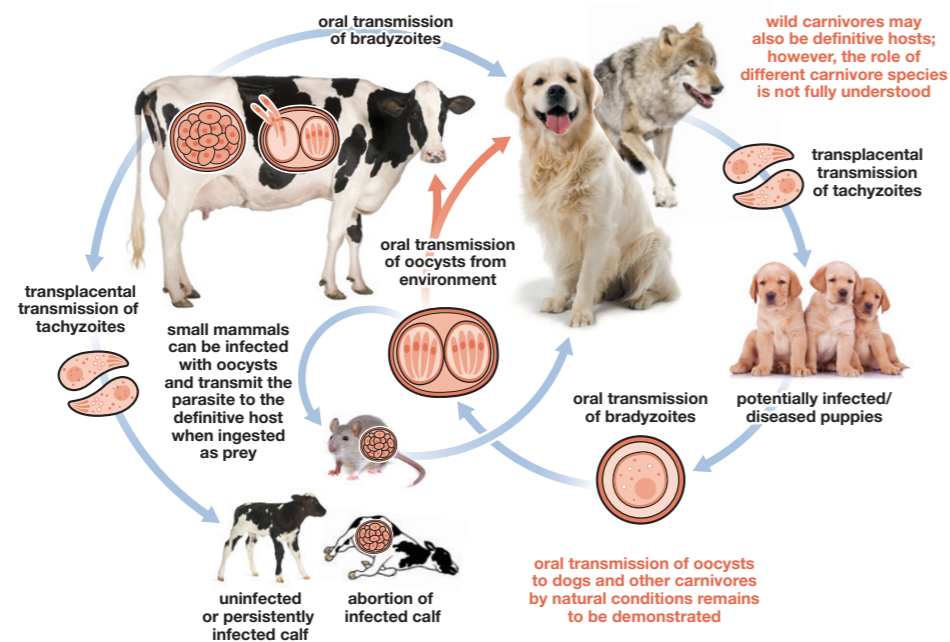 oral transmission
of bradyzoites
wild carnivores may
also be definitive hosts;
however, the role of
different carnivore species
is not fully understood
transplacental
transmission
of tachyzoites
oral transmission
of oocysts from
environment
transplacental
transmission of
tachyzoites
small mammals
can be infected
with oocysts
and transmit the
parasite to the
definitive host
when ingested
as prey
oral transmission
of bradyzoites
potentially infected/
diseased puppies
uninfected
or persistently
infected calf
abortion of
infected calf
oral transmission of oocysts
to dogs and other carnivores
by natural conditions remains
to be demonstrated